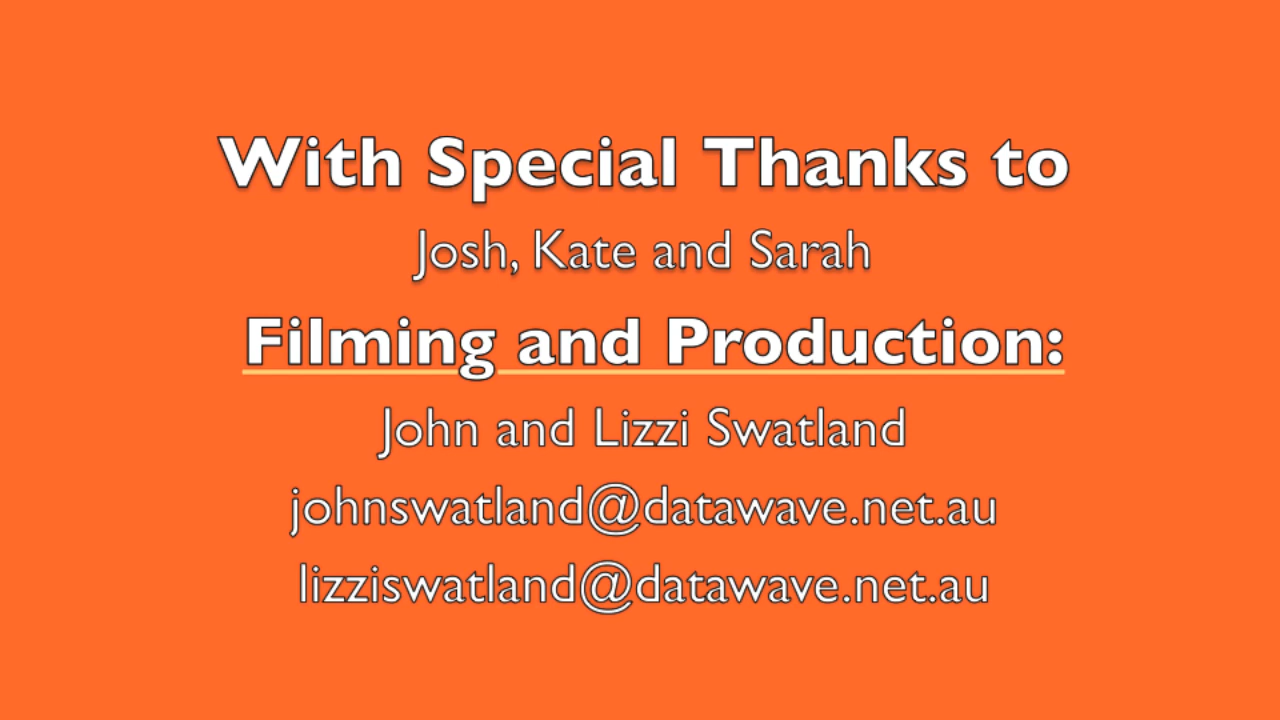 With Special Thanks to
Josh, Kate and Sarah
Filming and Production:
John and Lizzi Swatland
johnswatland@datawave.net.au
lizziswatland@datawave.net.au